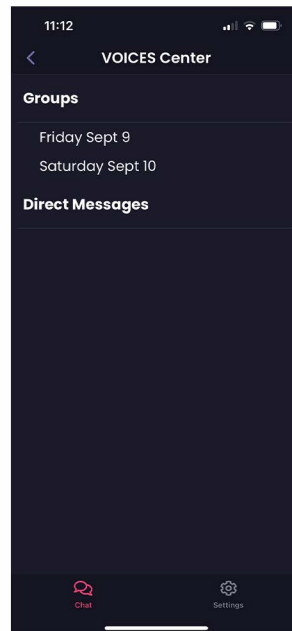 11:12
VOICES Center
Groups
Friday Sept 9
Saturday Sept 10
Direct Messages
Chat
Settings